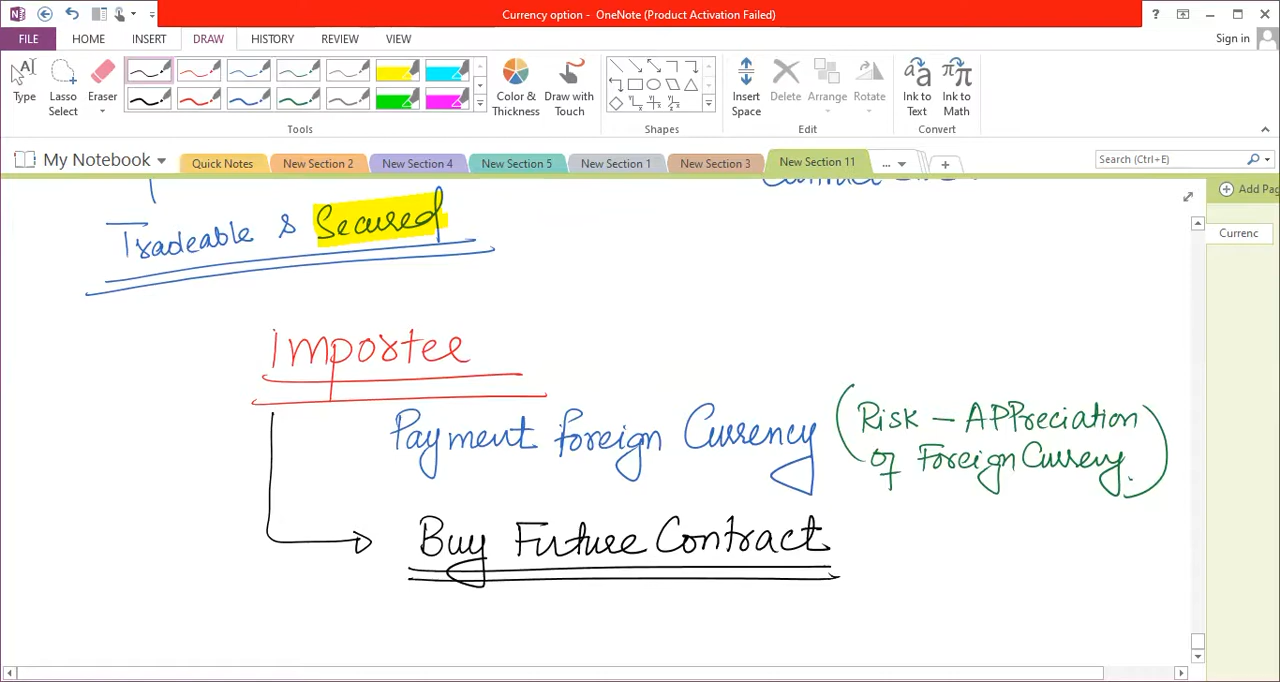 Currency option - OneNote (Product Activation Failed)
FILE HOME INSERT DRAW HISTORY REVIEW VIEW
Sign in
Type
Lasso Select
Eraser
Color & Thickness
Draw with Touch
Insert Space
Delete
Arrange
Rotate
Ink to Text
Ink to Math
Tools
Shapes
Edit
Convert
My Notebook
Quick Notes
New Section 2
New Section 4
New Section 5
New Section 1
New Section 3
New Section 11
Search (Ctrl+E)
Add Pag
Currenc
Tradeable & Secured
Importer
Payment Foreign Currency
(Risk - APPreciation
of Foreign Curreny.)
Buy Future Contract